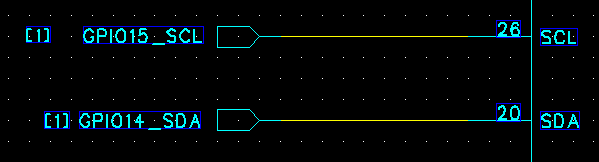 [1] GPIO15_SCL 26 SCL
[1] GPIO14_SDA 20 SDA